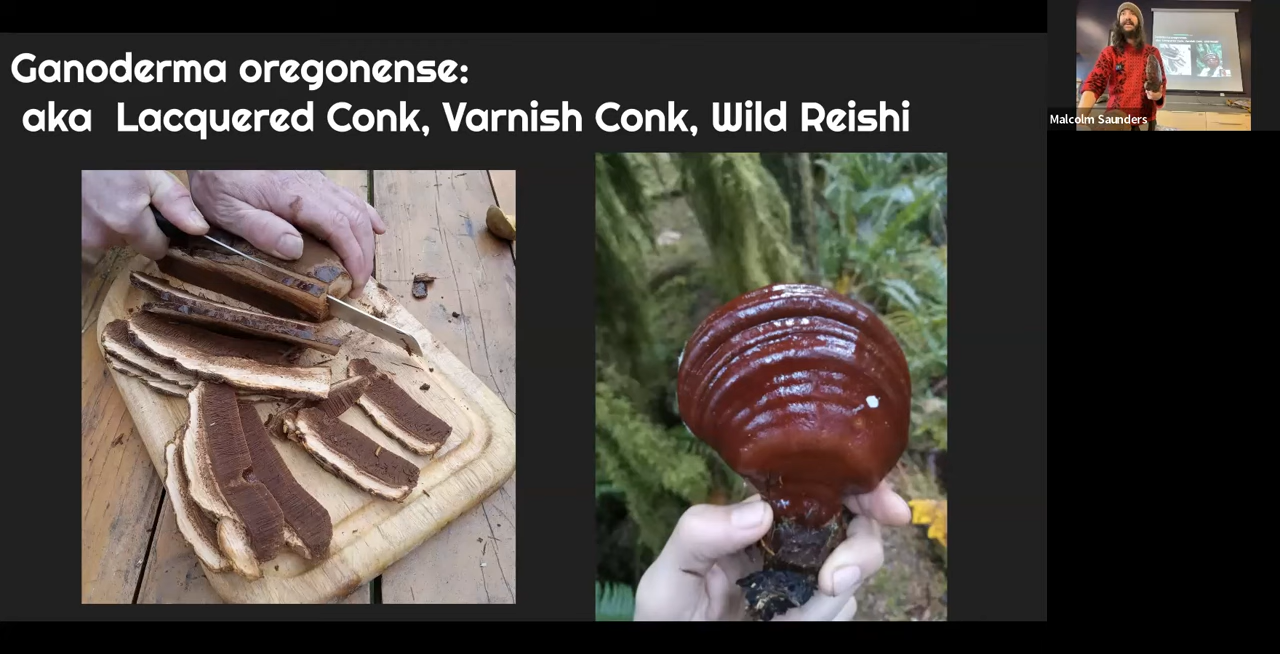 Ganoderma oregonense:
aka Lacquered Conk, Varnish Conk, Wild Reishi
Malcolm Saunders